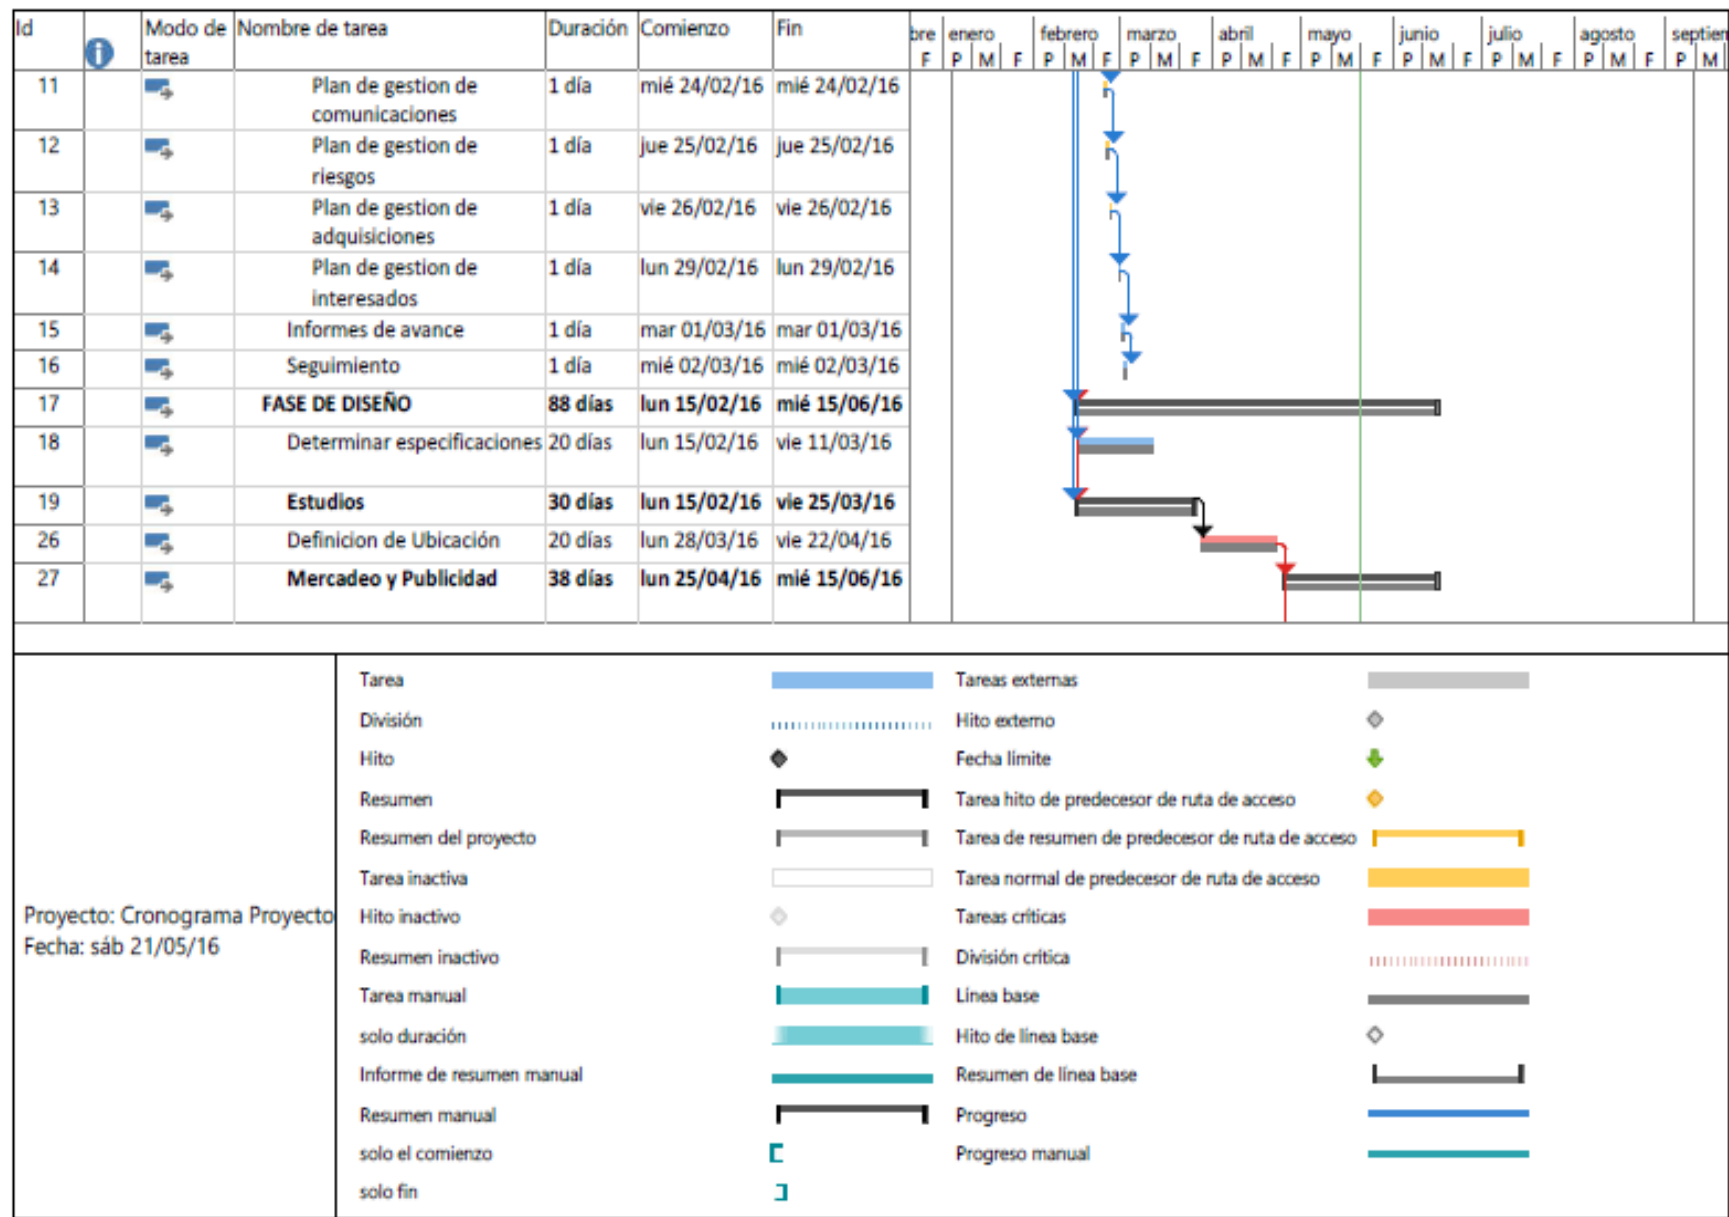 Id Modo de tarea Nombre de tarea Duración Comienzo Fin
bre enero febrero marzo abril mayo junio julio agosto septien
F P M F P M F P M F P M F P M F P M F P M F P M F P M
11 Plan de gestion de comunicaciones 1 día mié 24/02/16 mié 24/02/16
12 Plan de gestion de riesgos 1 día jue 25/02/16 jue 25/02/16
13 Plan de gestion de adquisiciones 1 día vie 26/02/16 vie 26/02/16
14 Plan de gestion de interesados 1 día lun 29/02/16 lun 29/02/16
15 Informes de avance 1 día mar 01/03/16 mar 01/03/16
16 Seguimiento 1 día mié 02/03/16 mié 02/03/16
17 FASE DE DISEÑO 88 días lun 15/02/16 mié 15/06/16
18 Determinar especificaciones 20 días lun 15/02/16 vie 11/03/16
19 Estudios 30 días lun 15/02/16 vie 25/03/16
26 Definicion de Ubicación 20 días lun 28/03/16 vie 22/04/16
27 Mercadeo y Publicidad 38 días lun 25/04/16 mié 15/06/16
Proyecto: Cronograma Proyecto
Fecha: sáb 21/05/16
Tarea
División
Hito
Resumen
Resumen del proyecto
Tarea inactiva
Hito inactivo
Resumen inactivo
Tarea manual
solo duración
Informe de resumen manual
Resumen manual
solo el comienzo
solo fin
Tareas externas
Hito externo
Fecha límite
Tarea hito de predecesor de ruta de acceso
Tarea de resumen de predecesor de ruta de acceso
Tarea normal de predecesor de ruta de acceso
Tareas críticas
División crítica
Línea base
Hito de línea base
Resumen de línea base
Progreso
Progreso manual